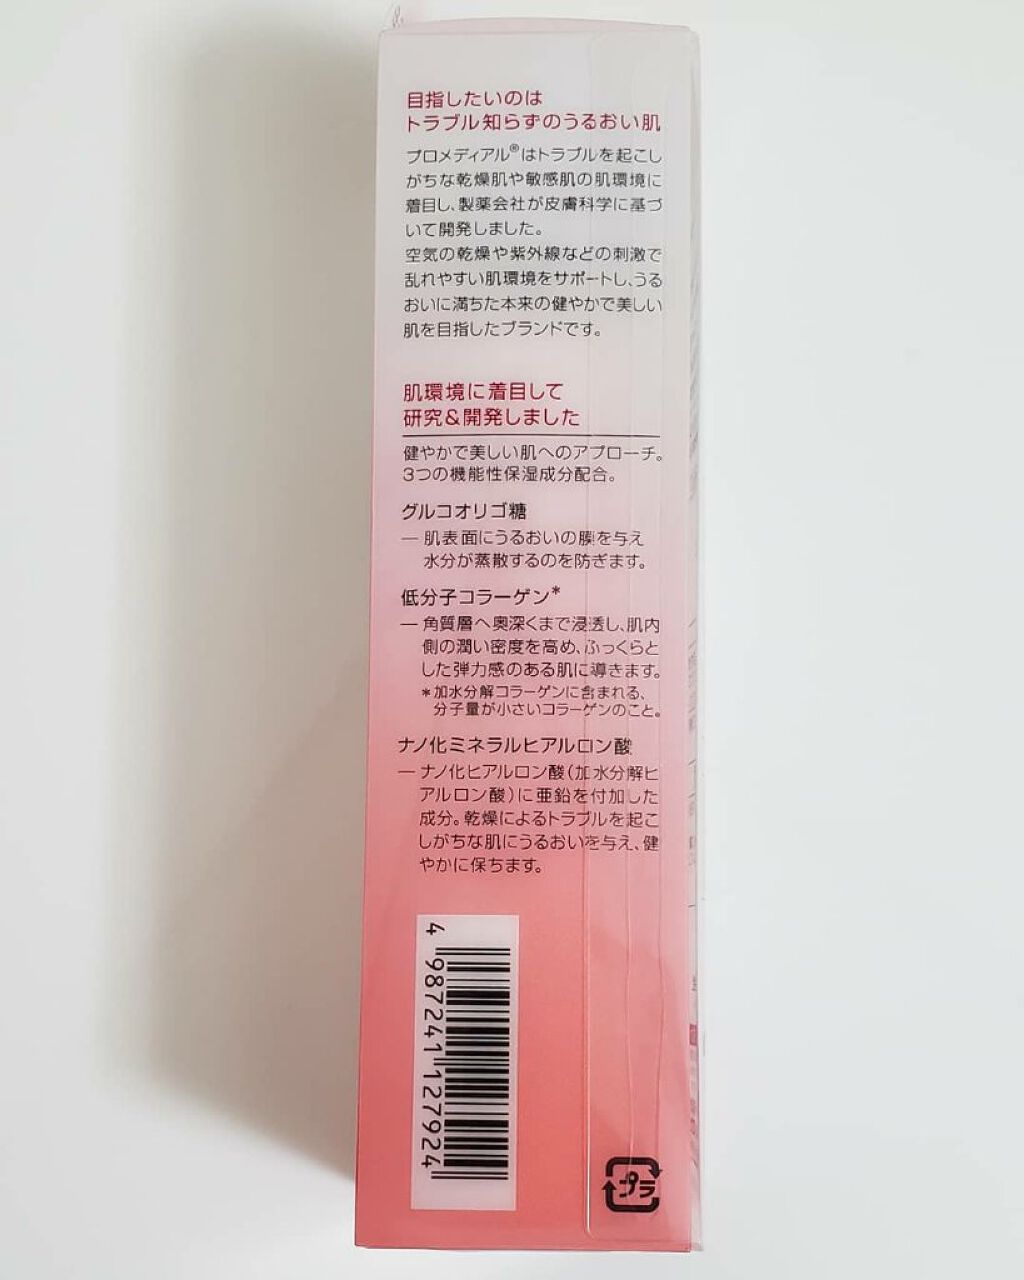 目指したいのは
トラブル知らずのうるおい肌
プロメディアル®はトラブルを起こし
がちな乾燥肌や敏感肌の肌環境に
着目し、製薬会社が皮膚科学に基づ
いて開発しました。
空気の乾燥や紫外線などの刺激で
乱れやすい肌環境をサポートし、うる
おいに満ちた本来の健やかで美しい
肌を目指したブランドです。
肌環境に着目して
研究&開発しました
健やかで美しい肌へのアプローチ。
3つの機能性保湿成分配合。
グルコオリゴ糖
— 肌表面にうるおいの膜を与え
水分が蒸散するのを防ぎます。
低分子コラーゲン*
— 角質層へ奥深くまで浸透し、肌内
側の潤い密度を高め、ふっくらと
した弾力感のある肌に導きます。
*加水分解コラーゲンに含まれる、
分子量が小さいコラーゲンのこと。
ナノ化ミネラルヒアルロン酸
— ナノ化ヒアルロン酸(加水分解ヒ
アルロン酸)に亜鉛を付加した
成分。乾燥によるトラブルを起こ
しがちな肌にうるおいを与え、健
やかに保ちます。
4 987241 127924
プラ